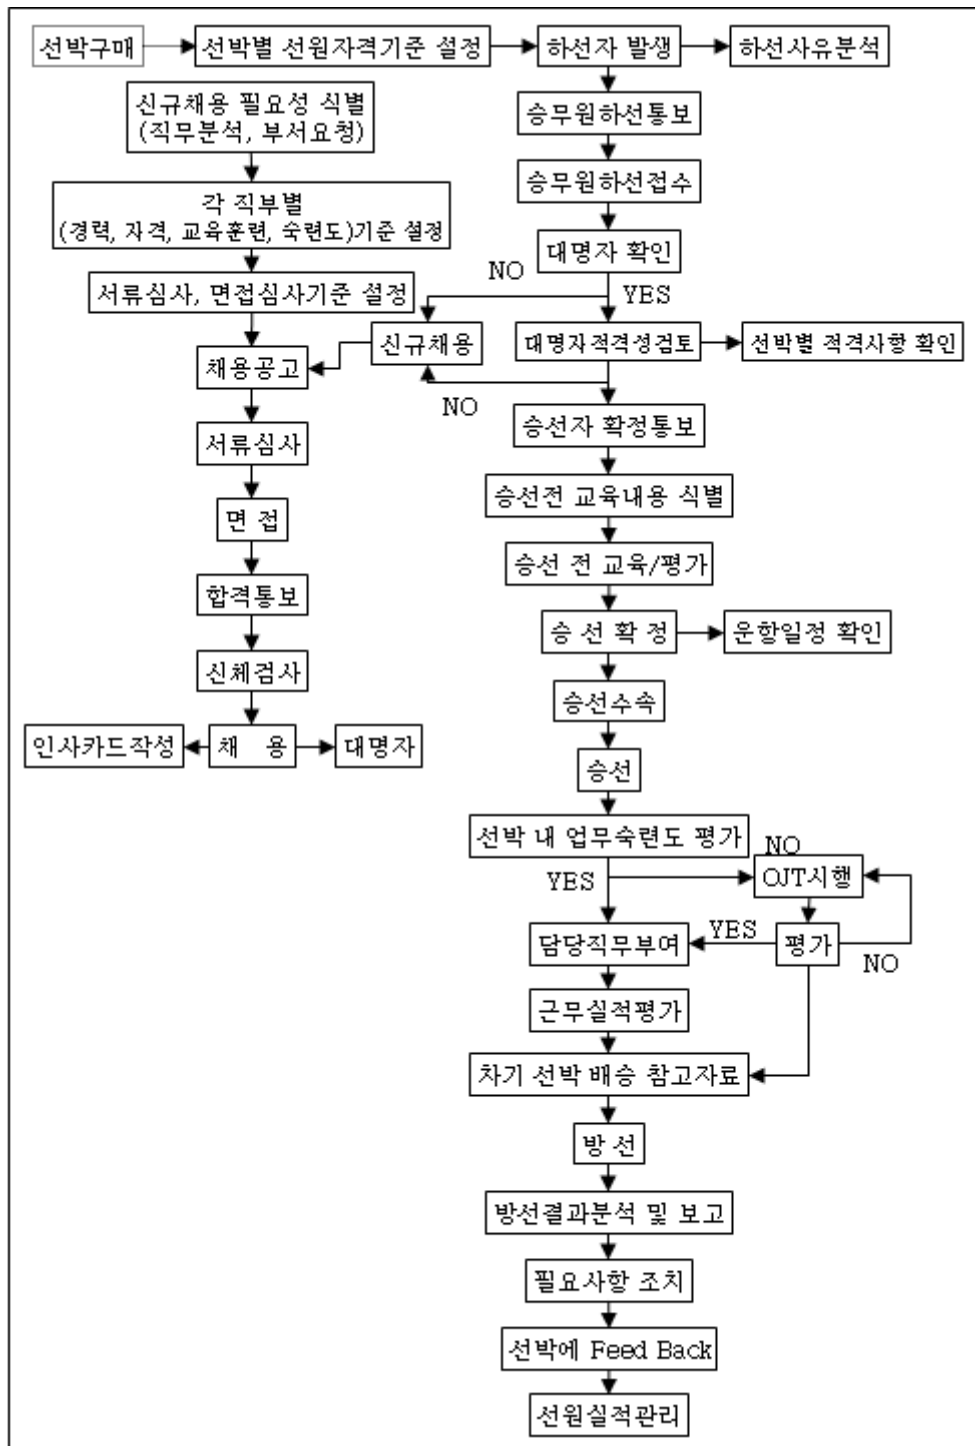 선박구매
선박별 선원자격기준 설정
하선자 발생
하선사유분석
신규채용 필요성 식별
(직무분석, 부서요청)
승무원하선통보
승무원하선접수
각 직부별
(경력, 자격, 교육훈련, 숙련도)기준 설정
대명자 확인
NO
YES
서류심사, 면접심사기준 설정
신규채용
대명자적격성검토
선박별 적격사항 확인
채용공고
NO
승선자 확정통보
서류심사
승선전 교육내용 식별
면 접
승선 전 교육/평가
합격통보
승 선 확 정
운항일정 확인
신체검사
승선수속
인사카드작성
채 용
대명자
승선
선박 내 업무숙련도 평가
NO
YES
OJT시행
담당직무부여
YES
평가
NO
근무실적평가
차기 선박 배승 참고자료
방 선
방선결과분석 및 보고
필요사항 조치
선박에 Feed Back
선원실적관리